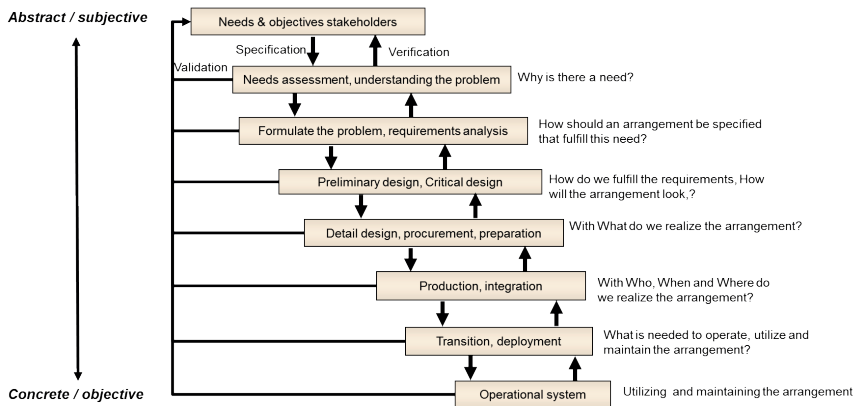 Abstract / subjective
Needs & objectives stakeholders
Specification
Verification
Validation
Needs assessment, understanding the problem
Why is there a need?
Formulate the problem, requirements analysis
How should an arrangement be specified
that fulfill this need?
Preliminary design, Critical design
How do we fulfill the requirements, How
will the arrangement look,?
Detail design, procurement, preparation
With What do we realize the arrangement?
Production, integration
With Who, When and Where do
we realize the arrangement?
Transition, deployment
What is needed to operate, utilize and
maintain the arrangement?
Concrete / objective
Operational system
Utilizing and maintaining the arrangement